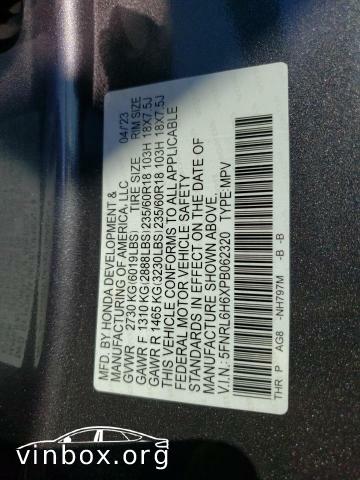 MFD. BY HONDA DEVELOPMENT &
MANUFACTURING OF AMERICA, LLC 04/23
GVWR 2730 KG(6019LBS) TIRE SIZE RIM SIZE
GAWR F 1310 KG(2888LBS)235/60R18 103H 18X7.5J
GAWR R 1465 KG(3230LBS)235/60R18 103H 18X7.5J
THIS VEHICLE CONFORMS TO ALL APPLICABLE
FEDERAL MOTOR VEHICLE SAFETY
STANDARDS IN EFFECT ON THE DATE OF
MANUFACTURE SHOWN ABOVE.
V.I.N.: 5FNRL6H6XPB062320 TYPE:MPV
THR P AG8 -NH797M -B -B
vinbox.org